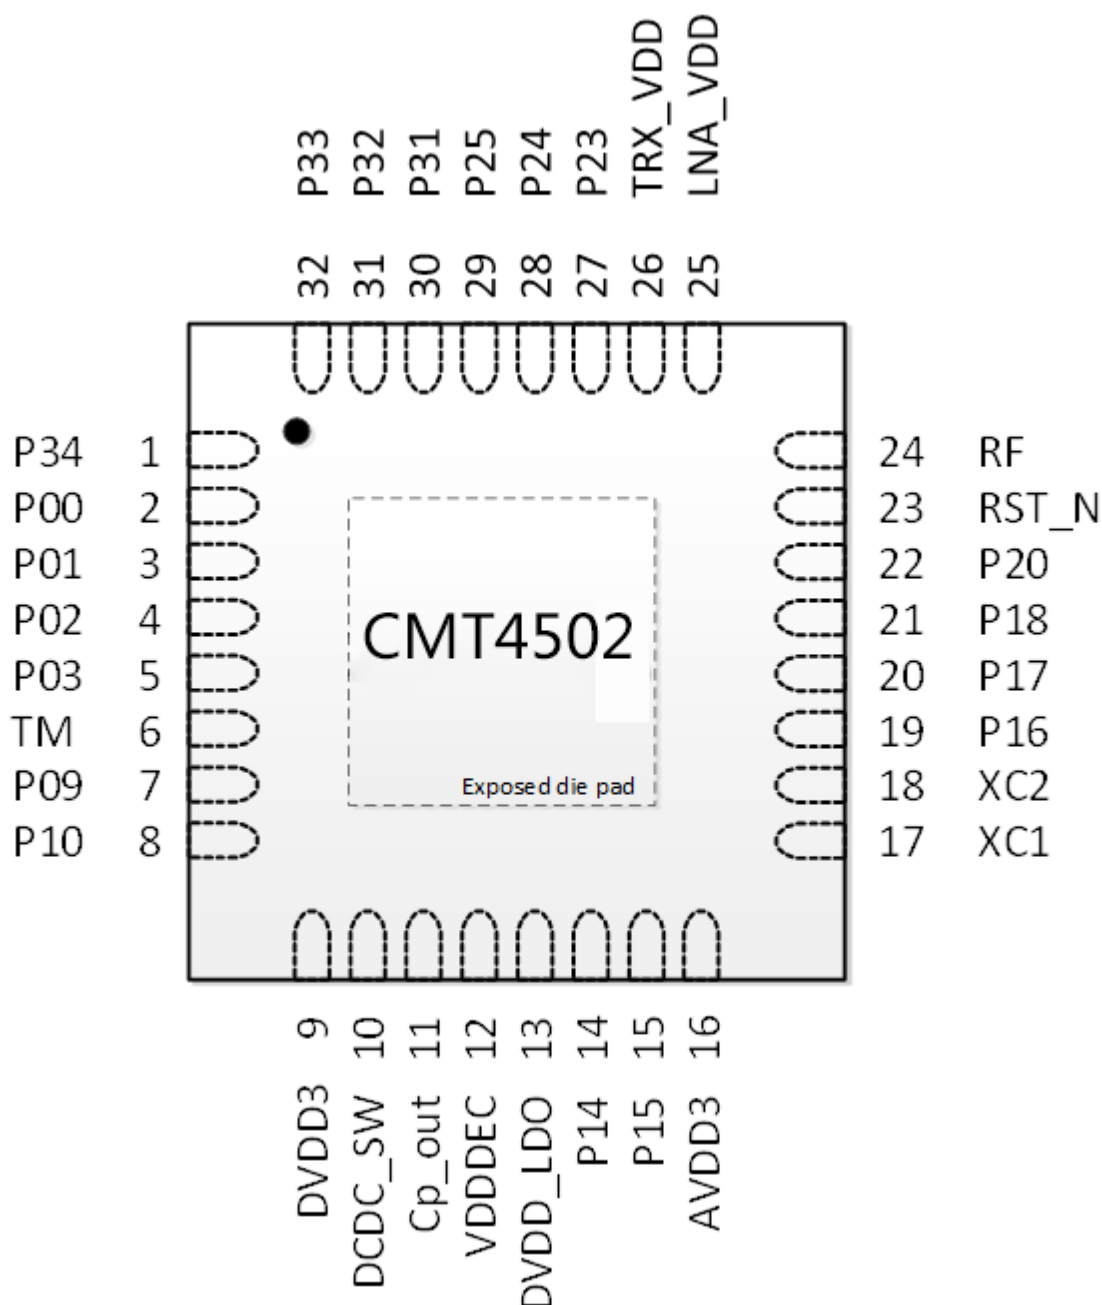 P33 P32 P31 P25 P24 P23 TRX_VDD LNA_VDD
32 31 30 29 28 27 26 25
P34 1 24 RF
P00 2 23 RST_N
P01 3 22 P20
P02 4 21 P18
CMT4502
P03 5 20 P17
TM 6 19 P16
P09 7 18 XC2
Exposed die pad
P10 8 17 XC1
9 10 11 12 13 14 15 16
DVDD3 DCDC_SW Cp_out VDDDEC DVDD_LDO P14 P15 AVDD3